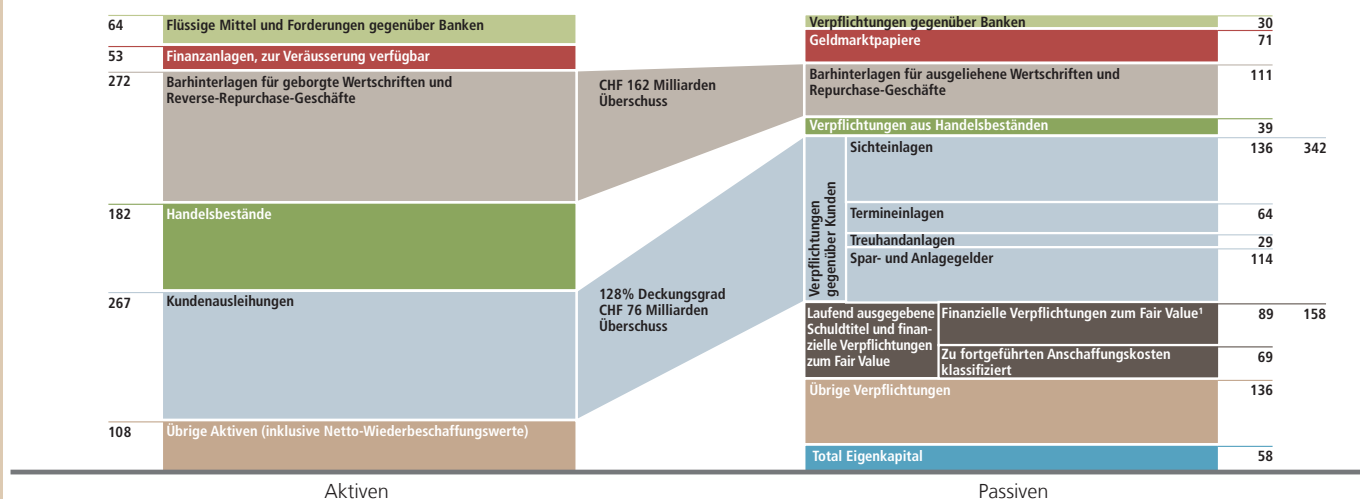 64 Flüssige Mittel und Forderungen gegenüber Banken
53 Finanzanlagen, zur Veräusserung verfügbar
272 Barhinterlagen für geborgte Wertschriften und
Reverse-Repurchase-Geschäfte
182 Handelsbestände
267 Kundenausleihungen
108 Übrige Aktiven (inklusive Netto-Wiederbeschaffungswerte)
Aktiven
CHF 162 Milliarden
Überschuss
128% Deckungsgrad
CHF 76 Milliarden
Überschuss
Verpflichtungen gegenüber Banken 30
Geldmarktpapiere 71
Barhinterlagen für ausgeliehene Wertschriften und 111
Repurchase-Geschäfte
Verpflichtungen aus Handelsbeständen 39
Verpflichtungen
gegenüber Kunden
Sichteinlagen 136 342
Termineinlagen 64
Treuhandanlagen 29
Spar- und Anlagegelder 114
Laufend ausgegebene
Schuldtitel und finan-
zielle Verpflichtungen
zum Fair Value
Finanzielle Verpflichtungen zum Fair Value¹ 89 158
Zu fortgeführten Anschaffungskosten 69
klassifiziert
Übrige Verpflichtungen 136
Total Eigenkapital 58
Passiven